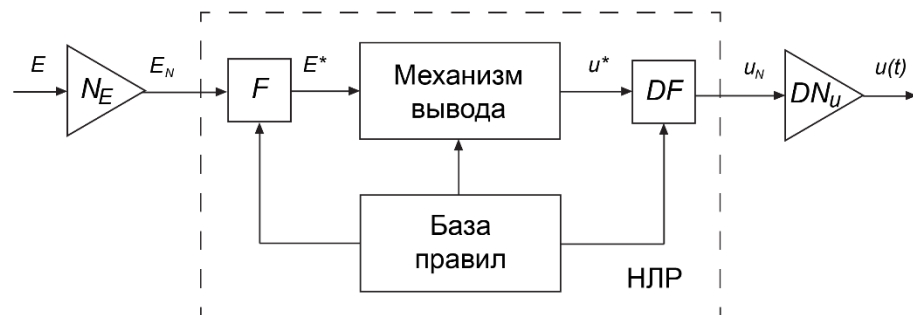 E
N_E
E_N
F
E*
Механизм
вывода
u*
DF
u_N
DN_u
u(t)
База
правил
НЛР